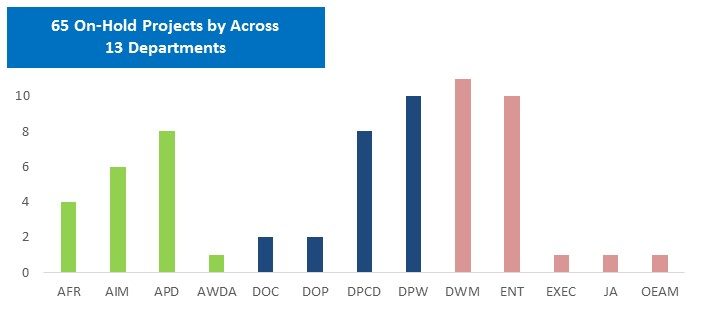 65 On-Hold Projects by Across
13 Departments
10
8
6
4
2
0
AFR AIM APD AWDA DOC DOP DPCD DPW DWM ENT EXEC JA OEAM